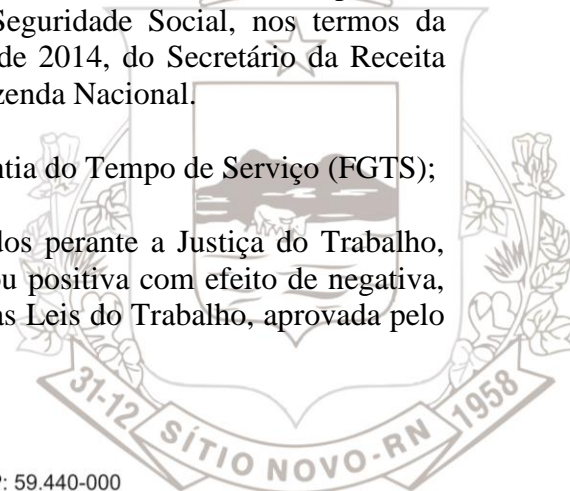 Seguridade Social, nos termos da
de 2014, do Secretário da Receita
zenda Nacional.
ntia do Tempo de Serviço (FGTS);
dos perante a Justiça do Trabalho,
ou positiva com efeito de negativa,
as Leis do Trabalho, aprovada pelo
31-12 SÍTIO NOVO-RN 1958
P: 59.440-000